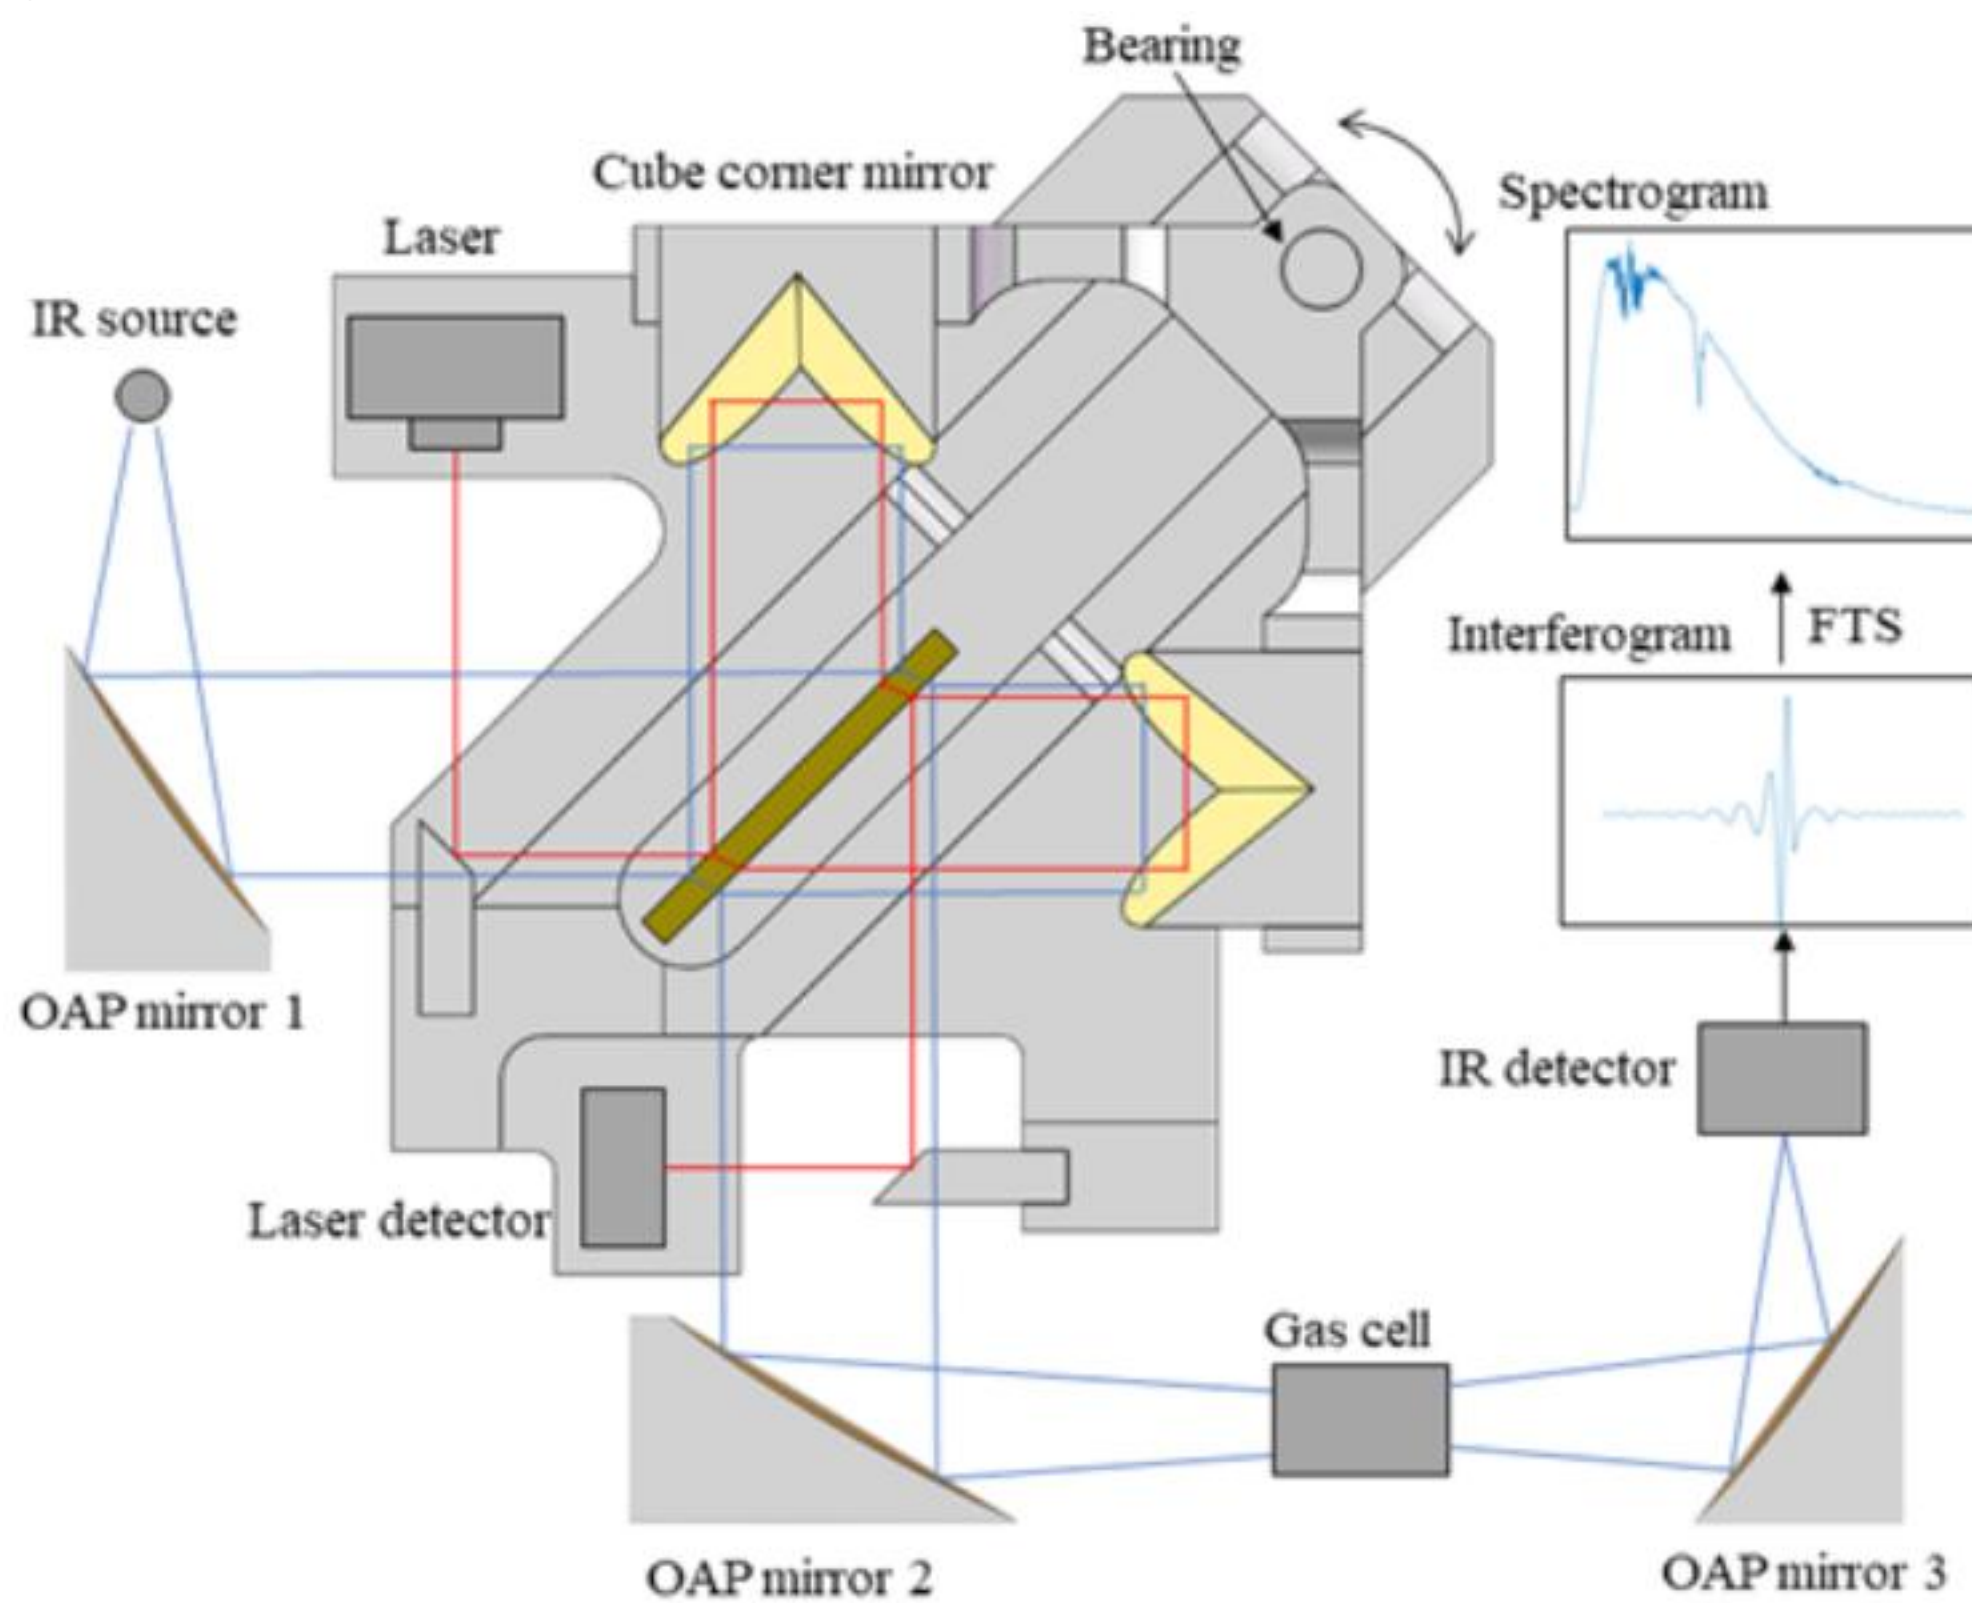 Bearing
Cube corner mirror
Spectrogram
Laser
IR source
Interferogram
FTS
OAP mirror 1
IR detector
Laser detector
Gas cell
OAP mirror 2
OAP mirror 3